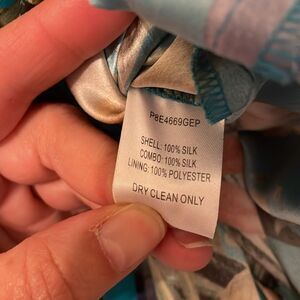 P8E4669GEP
SHELL: 100% SILK
COMBO: 100% SILK
LINING: 100% POLYESTER
DRY CLEAN ONLY